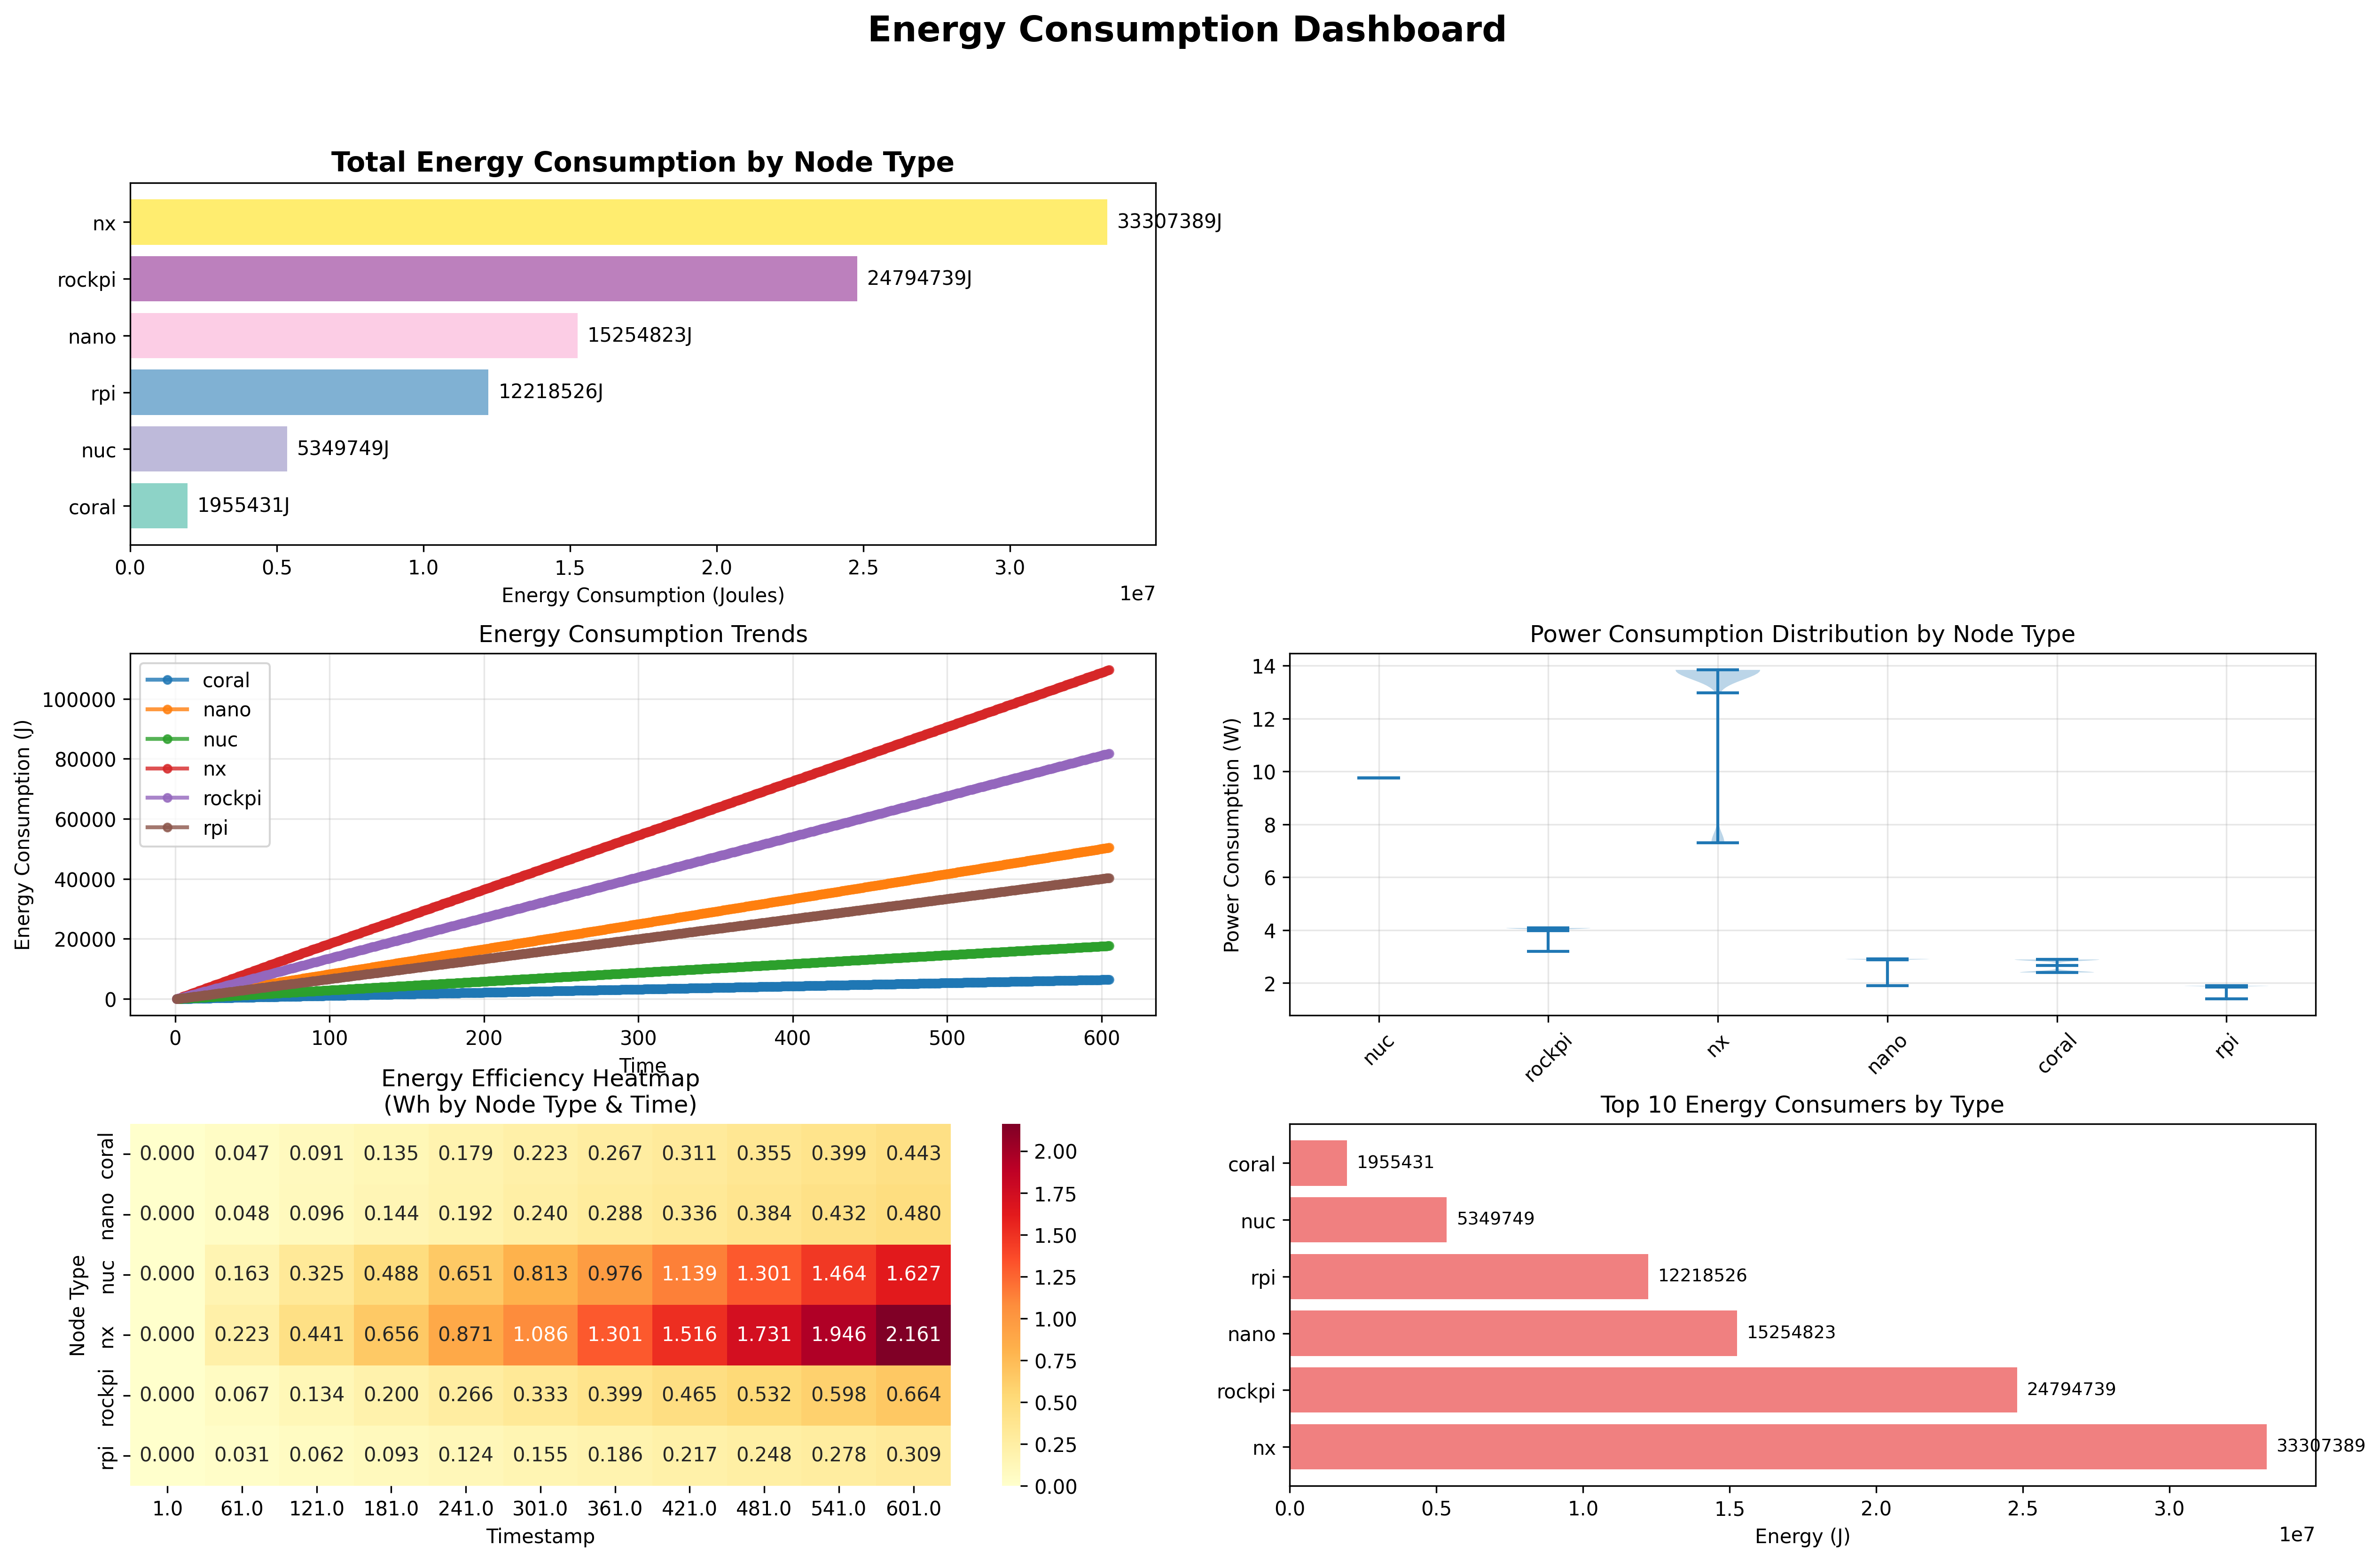 Energy Consumption Dashboard
Total Energy Consumption by Node Type
nx
33307389J
rockpi
24794739J
nano
15254823J
rpi
12218526J
nuc
5349749J
coral
1955431J
0.0 0.5 1.0 1.5 2.0 2.5 3.0
Energy Consumption (Joules)
1e7
Energy Consumption Trends
Energy Consumption (J)
100000
80000
60000
40000
20000
0
coral
nano
nuc
nx
rockpi
rpi
0 100 200 300 400 500 600
Time
Power Consumption Distribution by Node Type
Power Consumption (W)
14
12
10
8
6
4
2
nuc rockpi nx nano coral rpi
Energy Efficiency Heatmap
(Wh by Node Type & Time)
Node Type
coral 0.000 0.047 0.091 0.135 0.179 0.223 0.267 0.311 0.355 0.399 0.443
nano 0.000 0.048 0.096 0.144 0.192 0.240 0.288 0.336 0.384 0.432 0.480
nuc 0.000 0.163 0.325 0.488 0.651 0.813 0.976 1.139 1.301 1.464 1.627
nx 0.000 0.223 0.441 0.656 0.871 1.086 1.301 1.516 1.731 1.946 2.161
rockpi 0.000 0.067 0.134 0.200 0.266 0.333 0.399 0.465 0.532 0.598 0.664
rpi 0.000 0.031 0.062 0.093 0.124 0.155 0.186 0.217 0.248 0.278 0.309
1.0 61.0 121.0 181.0 241.0 301.0 361.0 421.0 481.0 541.0 601.0
Timestamp
2.00
1.75
1.50
1.25
1.00
0.75
0.50
0.25
0.00
Top 10 Energy Consumers by Type
coral
1955431
nuc
5349749
rpi
12218526
nano
15254823
rockpi
24794739
nx
33307389
0.0 0.5 1.0 1.5 2.0 2.5 3.0
Energy (J)
1e7